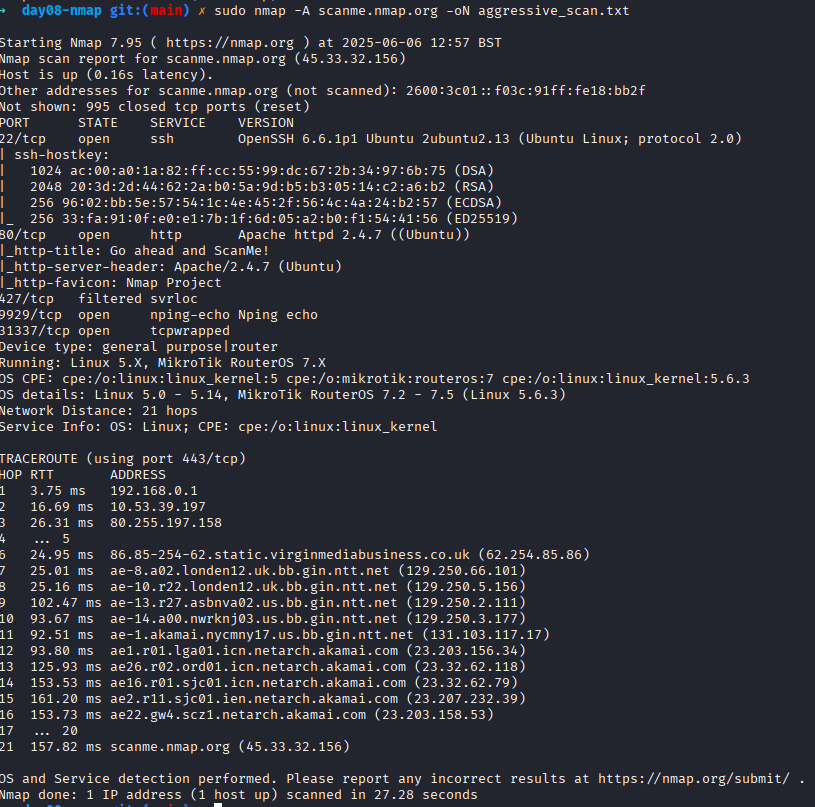 → day08-nmap git:(main) ✗ sudo nmap -A scanme.nmap.org -oN aggressive_scan.txt
Starting Nmap 7.95 ( https://nmap.org ) at 2025-06-06 12:57 BST
Nmap scan report for scanme.nmap.org (45.33.32.156)
Host is up (0.16s latency).
Other addresses for scanme.nmap.org (not scanned): 2600:3c01::f03c:91ff:fe18:bb2f
Not shown: 995 closed tcp ports (reset)
PORT      STATE    SERVICE    VERSION
22/tcp    open     ssh        OpenSSH 6.6.1p1 Ubuntu 2ubuntu2.13 (Ubuntu Linux; protocol 2.0)
| ssh-hostkey:
|   1024 ac:00:a0:1a:82:ff:cc:55:99:dc:67:2b:34:97:6b:75 (DSA)
|   2048 20:3d:2d:44:62:2a:b0:5a:9d:b5:b3:05:14:c2:a6:b2 (RSA)
|   256 96:02:bb:5e:57:54:1c:4e:45:2f:56:4c:4a:24:b2:57 (ECDSA)
|_  256 33:fa:91:0f:e0:e1:7b:1f:6d:05:a2:b0:f1:54:41:56 (ED25519)
80/tcp    open     http       Apache httpd 2.4.7 ((Ubuntu))
|_http-title: Go ahead and ScanMe!
|_http-server-header: Apache/2.4.7 (Ubuntu)
|_http-favicon: Nmap Project
427/tcp   filtered svrloc
9929/tcp  open     nping-echo Nping echo
31337/tcp open     tcpwrapped
Device type: general purpose|router
Running: Linux 5.X, MikroTik RouterOS 7.X
OS CPE: cpe:/o:linux:linux_kernel:5 cpe:/o:mikrotik:routeros:7 cpe:/o:linux:linux_kernel:5.6.3
OS details: Linux 5.0 - 5.14, MikroTik RouterOS 7.2 - 7.5 (Linux 5.6.3)
Network Distance: 21 hops
Service Info: OS: Linux; CPE: cpe:/o:linux:linux_kernel
TRACEROUTE (using port 443/tcp)
HOP RTT       ADDRESS
1   3.75 ms   192.168.0.1
2   16.69 ms  10.53.39.197
3   26.31 ms  80.255.197.158
4   ... 5
6   24.95 ms  86.85-254-62.static.virginmediabusiness.co.uk (62.254.85.86)
7   25.01 ms  ae-8.a02.londen12.uk.bb.gin.ntt.net (129.250.66.101)
8   25.16 ms  ae-10.r22.londen12.uk.bb.gin.ntt.net (129.250.5.156)
9   102.47 ms ae-13.r27.asbnva02.us.bb.gin.ntt.net (129.250.2.111)
10  93.67 ms  ae-14.a00.nwrknj03.us.bb.gin.ntt.net (129.250.3.177)
11  92.51 ms  ae-1.akamai.nycmny17.us.bb.gin.ntt.net (131.103.117.17)
12  93.80 ms  ae1.r01.lga01.icn.netarch.akamai.com (23.203.156.34)
13  125.93 ms ae26.r02.ord01.icn.netarch.akamai.com (23.32.62.118)
14  153.53 ms ae16.r01.sjc01.icn.netarch.akamai.com (23.32.62.79)
15  161.20 ms ae2.r11.sjc01.ien.netarch.akamai.com (23.207.232.39)
16  153.73 ms ae22.gw4.scz1.netarch.akamai.com (23.203.158.53)
17  ... 20
21  157.82 ms scanme.nmap.org (45.33.32.156)
OS and Service detection performed. Please report any incorrect results at https://nmap.org/submit/ .
Nmap done: 1 IP address (1 host up) scanned in 27.28 seconds